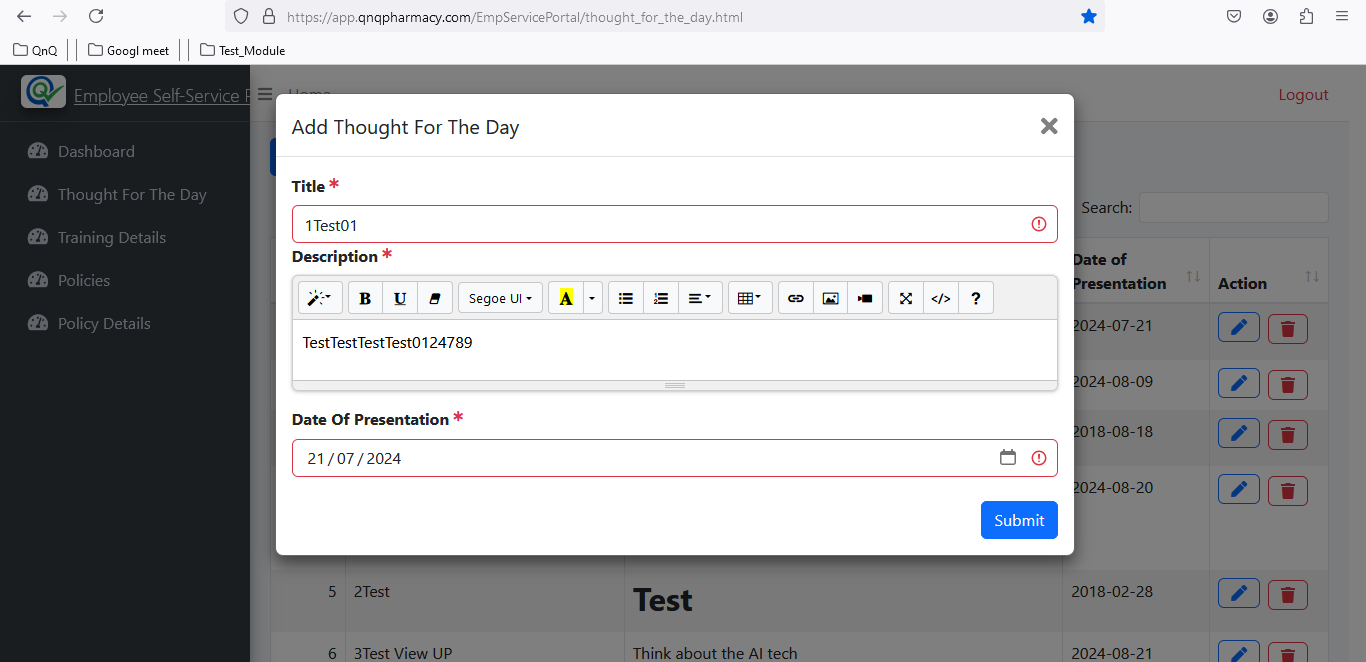 https://app.qnqpharmacy.com/EmpServicePortal/thought_for_the_day.html
QnQ
Googl meet
Test_Module
Employee Self-Service P
Home
Logout
Dashboard
Thought For The Day
Training Details
Policies
Policy Details
Add Thought For The Day
Title *
1Test01
Description *
B U Segoe UI A </> ?
TestTestTestTest0124789
Date Of Presentation *
21 / 07 / 2024
Submit
Search:
Date of
Presentation
Action
2024-07-21
2024-08-09
2018-08-18
2024-08-20
5 2Test Test 2018-02-28
6 3Test View UP Think about the AI tech 2024-08-21